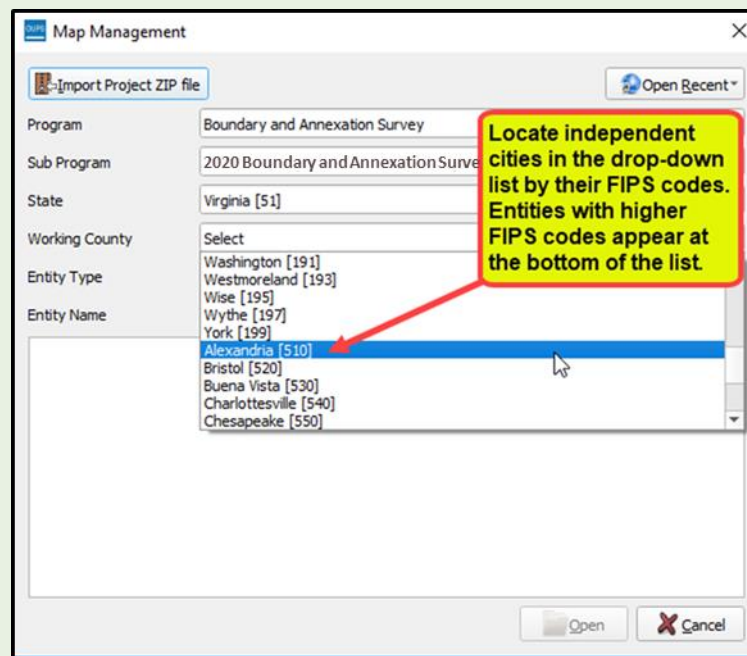 GUPS
Map Management
Import Project ZIP file
Open Recent
Program
Boundary and Annexation Survey
Sub Program
2020 Boundary and Annexation Surve
State
Virginia [51]
Working County
Select
Entity Type
Entity Name
Washington [191]
Westmoreland [193]
Wise [195]
Wythe [197]
York [199]
Alexandria [510]
Bristol [520]
Buena Vista [530]
Charlottesville [540]
Chesapeake [550]
Locate independent
cities in the drop-down
list by their FIPS codes.
Entities with higher
FIPS codes appear at
the bottom of the list.
Open
Cancel